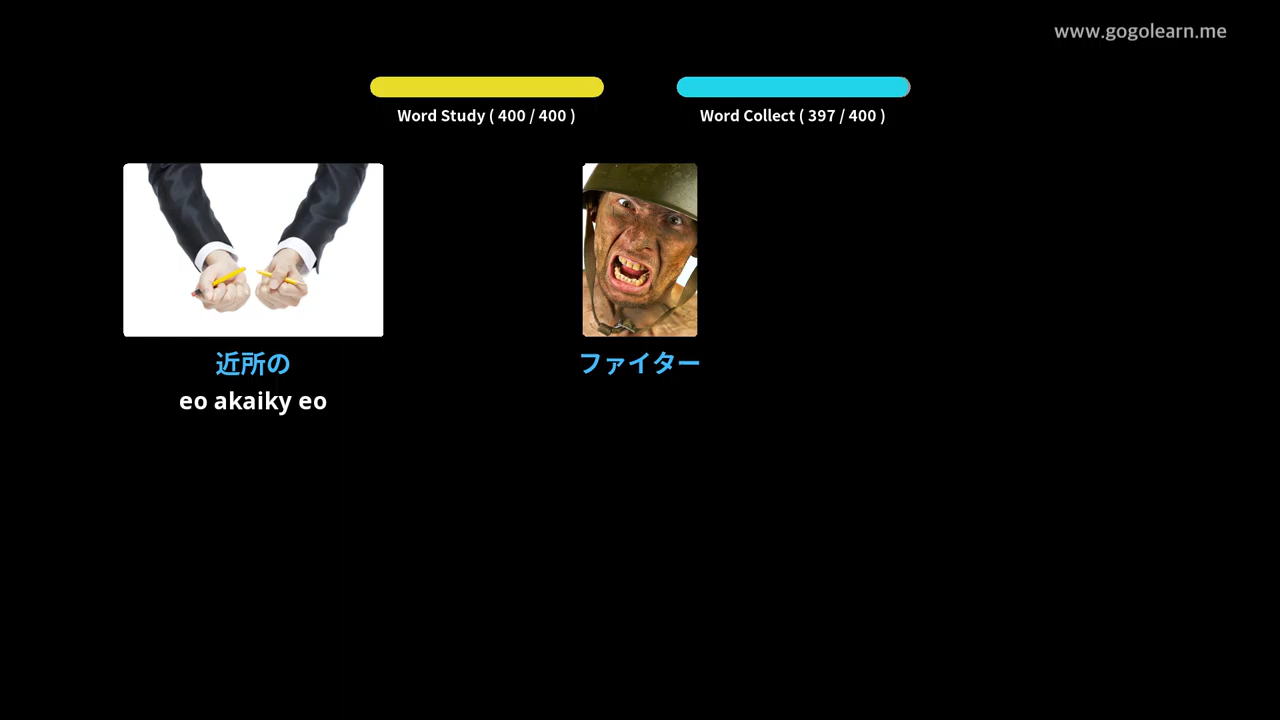 www.gogolearn.me
Word Study ( 400 / 400 )
Word Collect ( 397 / 400 )
近所の
eo akaiky eo
ファイター